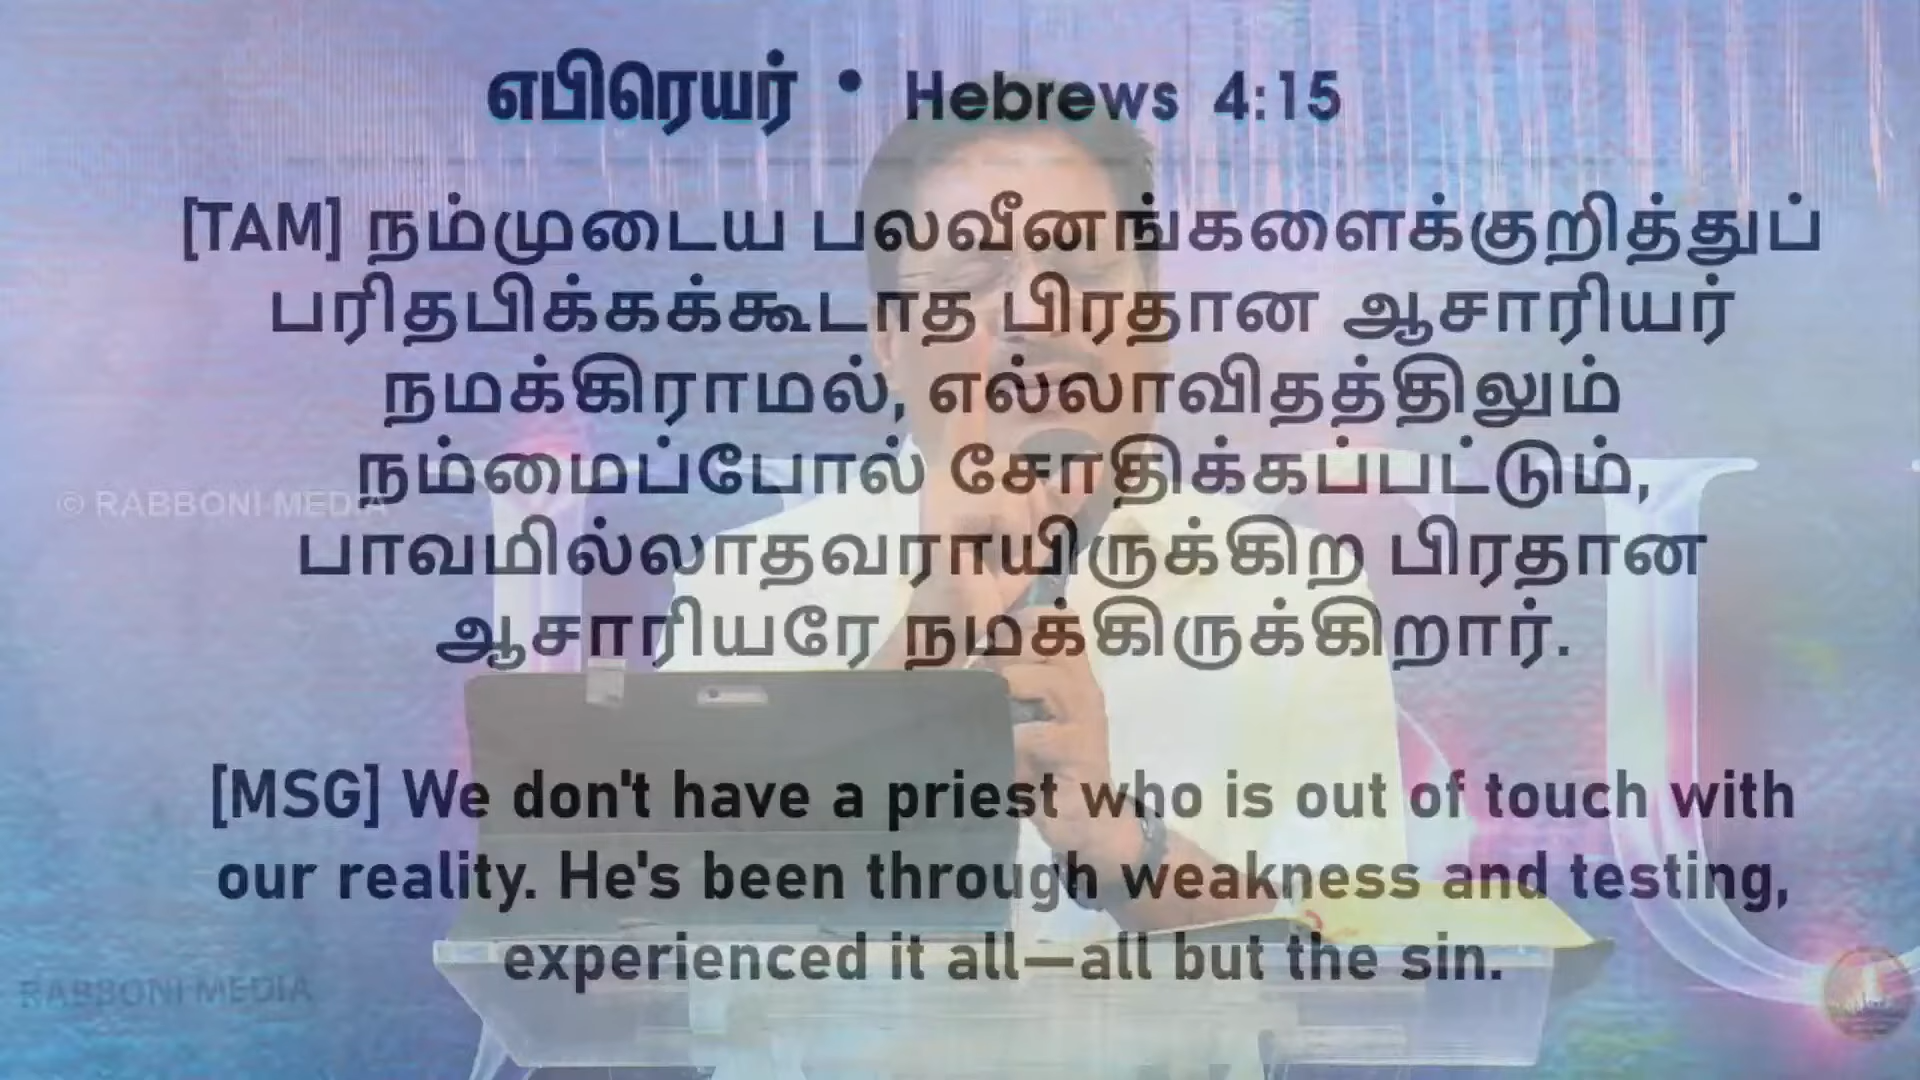 எபிரெயர் • Hebrews 4:15
[TAM] நம்முடைய பலவீனங்களைக்குறித்துப்
பரிதபிக்கக்கூடாத பிரதான ஆசாரியர்
நமக்கிராமல், எல்லாவிதத்திலும்
நம்மைப்போல் சோதிக்கப்பட்டும்,
© RABBONI MEDIA
பாவமில்லாதவராயிருக்கிற பிரதான
ஆசாரியரே நமக்கிருக்கிறார்.
[MSG] We don't have a priest who is out of touch with
our reality. He's been through weakness and testing,
experienced it all—all but the sin.
RABBONI MEDIA